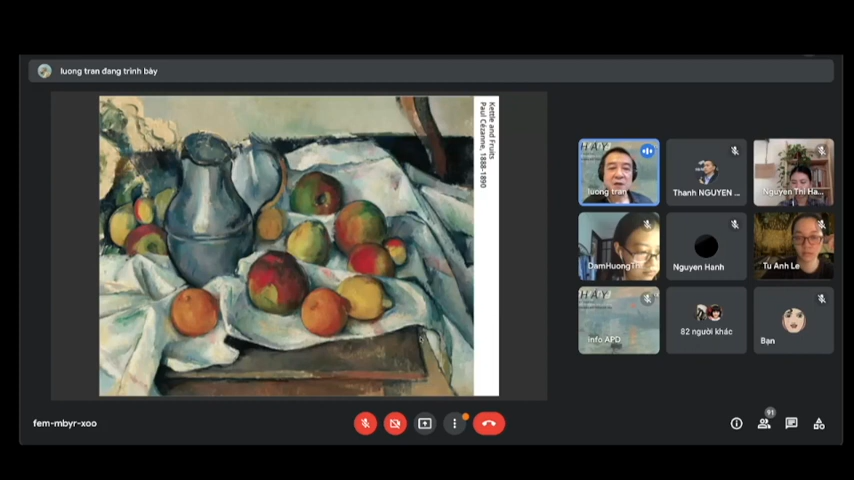 luong tran đang trình bày
Kettle and Fruits
Paul Cézanne, 1888-1890
luong tran
Thanh NGUYEN ...
Nguyen Thi Ha...
DamHuongTh
Nguyen Hanh
Tu Anh Le
info APD
82 người khác
Bạn
fem-mbyr-xoo
91